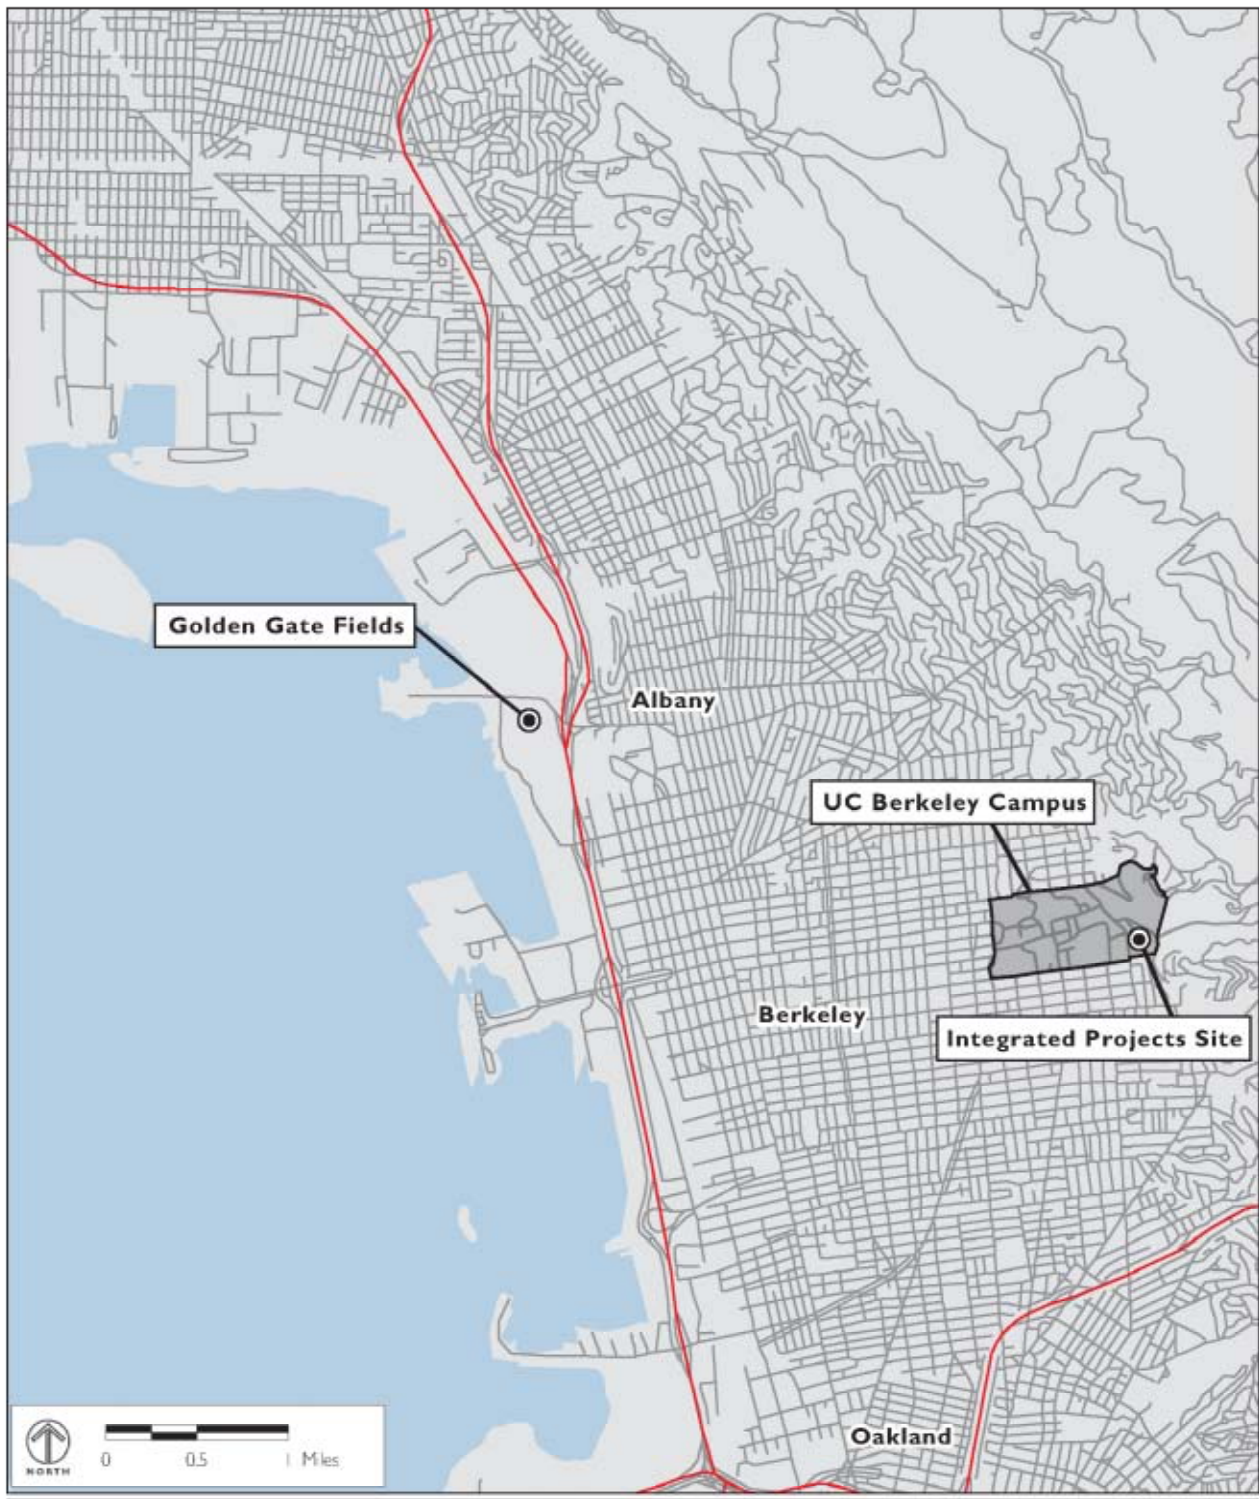 Golden Gate Fields
Albany
UC Berkeley Campus
Berkeley
Integrated Projects Site
Oakland
NORTH
0 0.5 1 Miles